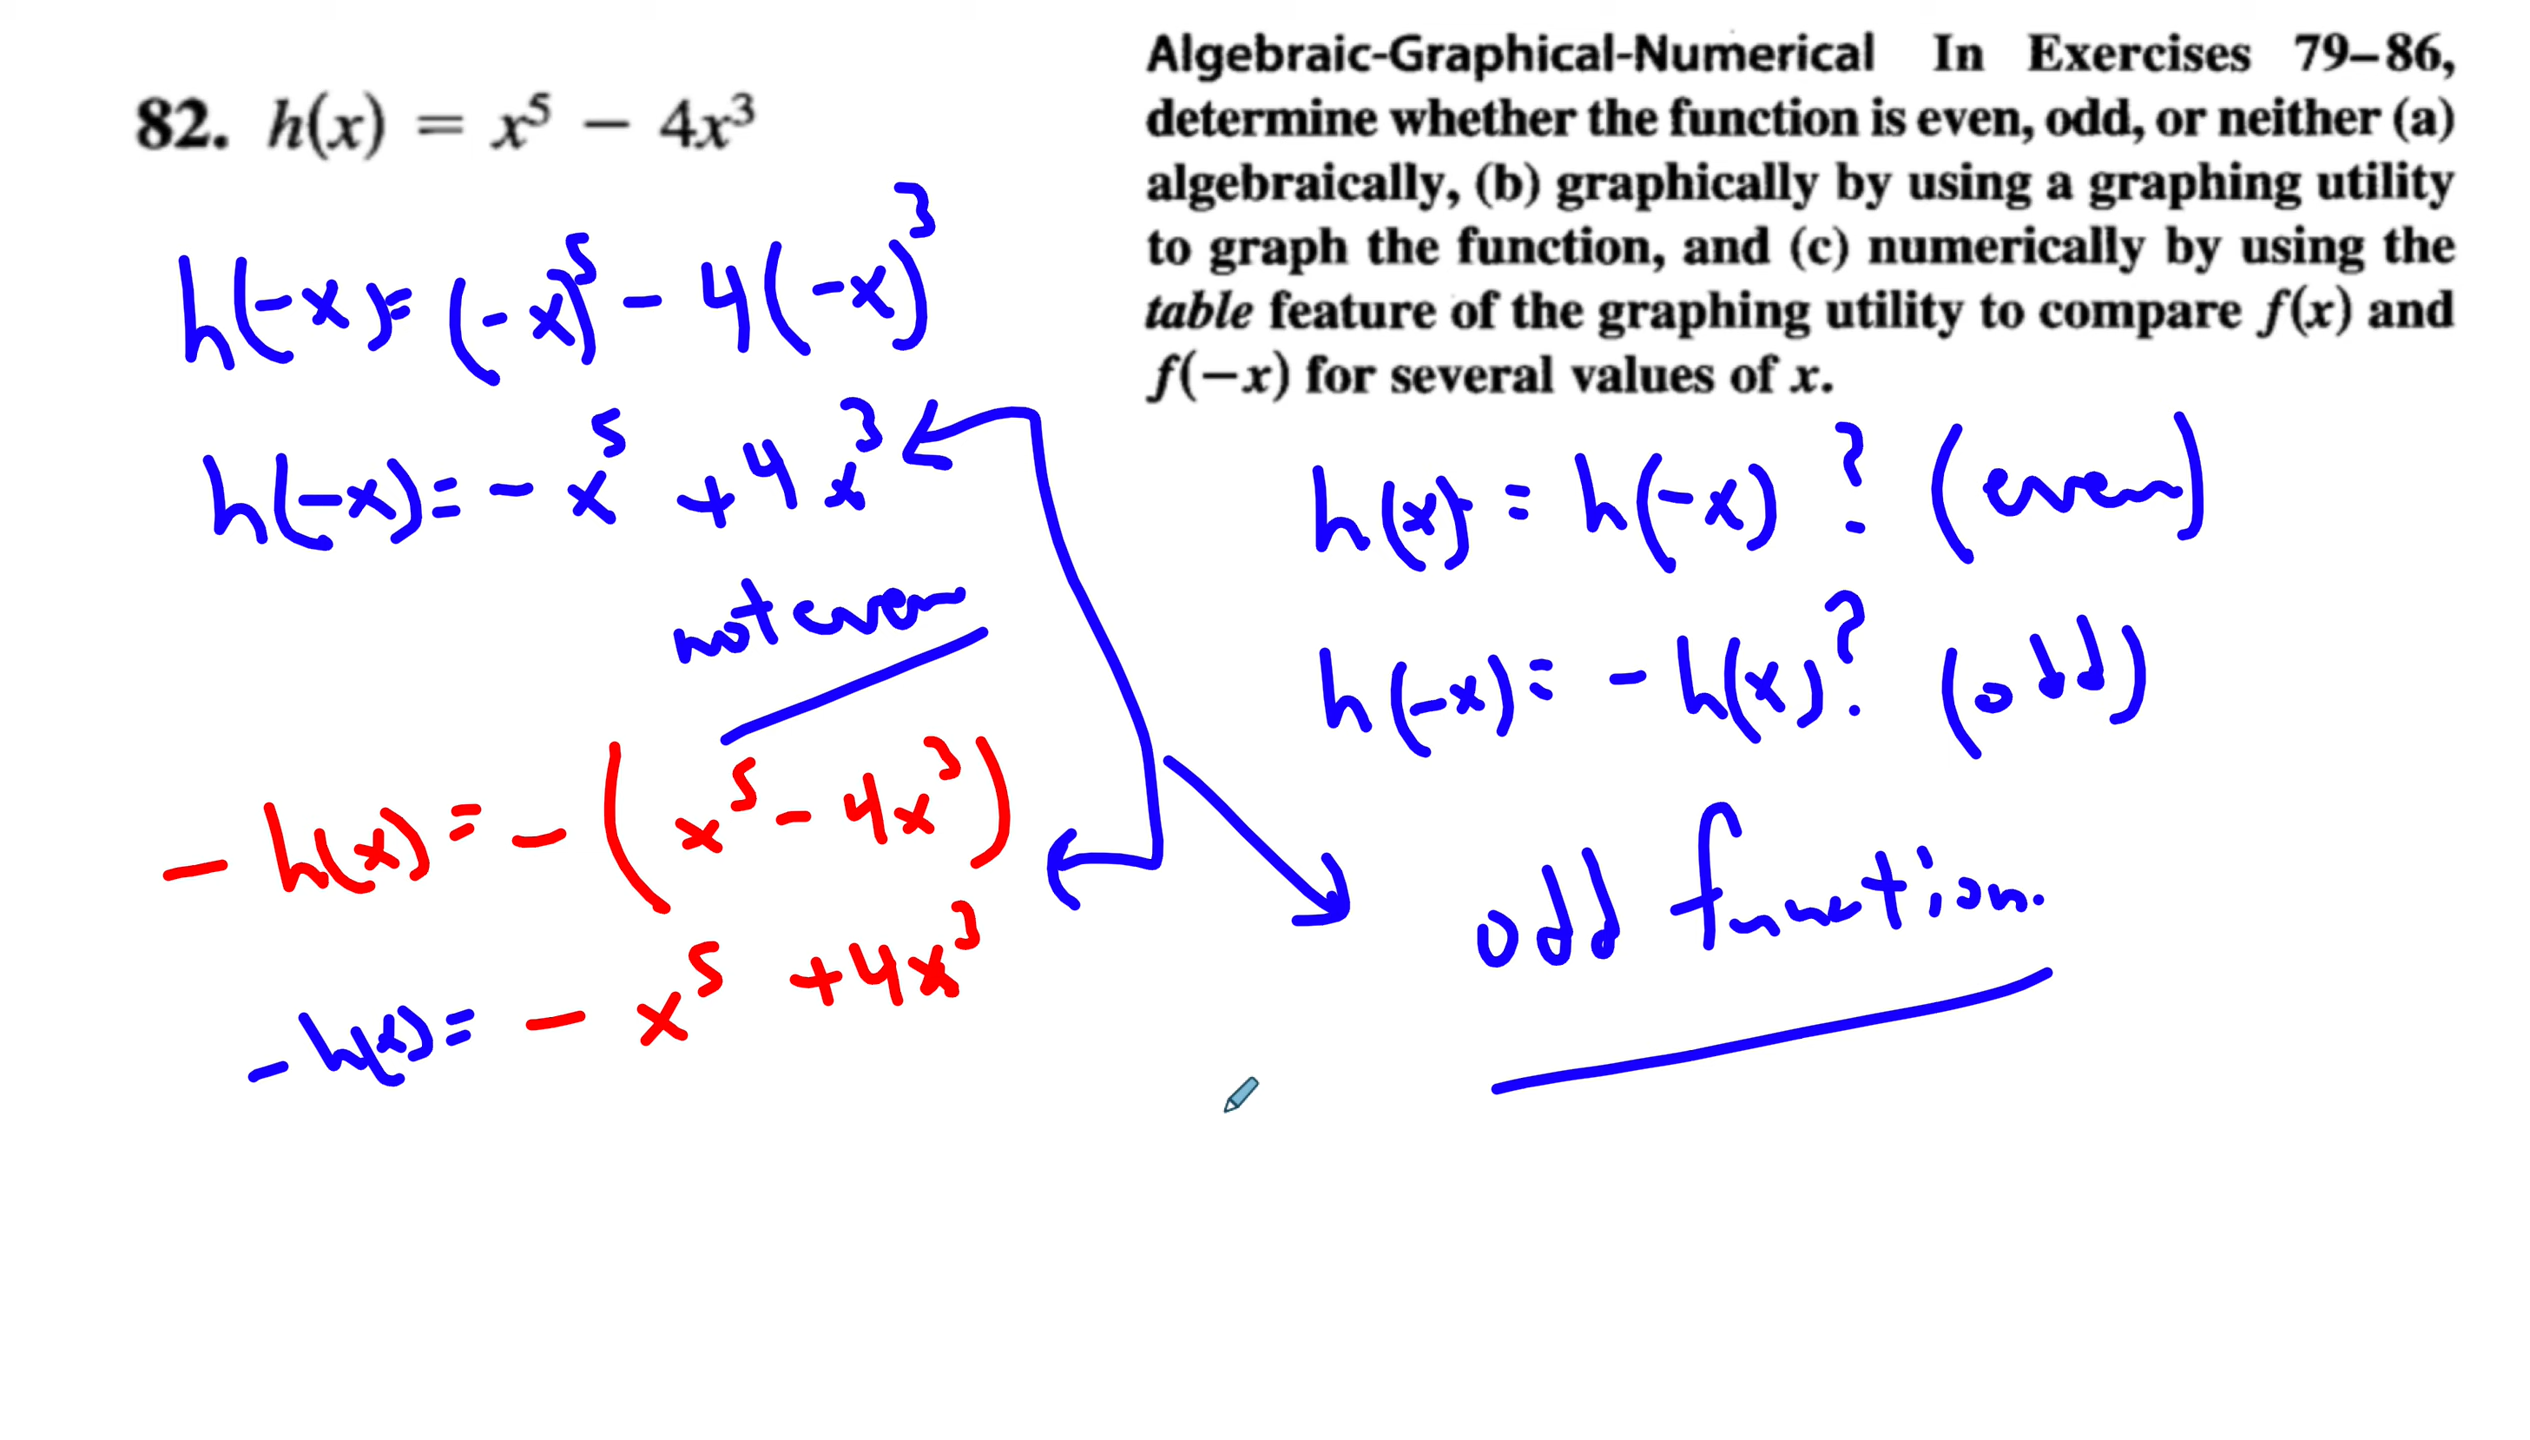 82. h(x) = x⁵ − 4x³
h(-x) = (-x)⁵ - 4(-x)³
h(-x) = -x⁵ + 4x³
not even
-h(x) = -(x⁵ - 4x³)
-h(x) = -x⁵ + 4x³
Algebraic-Graphical-Numerical In Exercises 79–86,
determine whether the function is even, odd, or neither (a)
algebraically, (b) graphically by using a graphing utility
to graph the function, and (c) numerically by using the
table feature of the graphing utility to compare f(x) and
f(−x) for several values of x.
h(x) = h(-x) ? (even)
h(-x) = -h(x) ? (odd)
odd function.